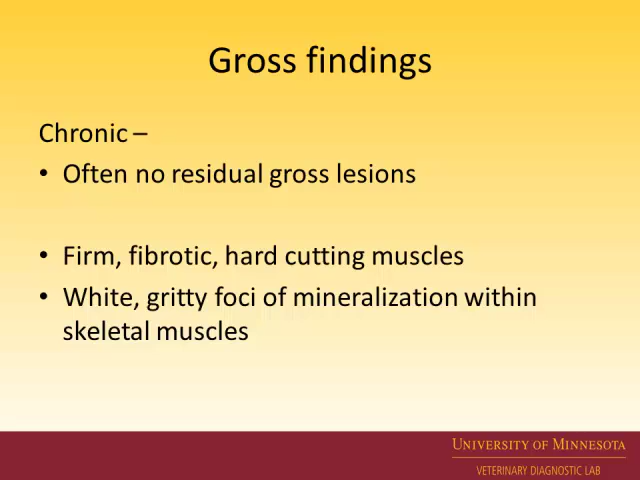 Gross findings
Chronic –
• Often no residual gross lesions
• Firm, fibrotic, hard cutting muscles
• White, gritty foci of mineralization within
skeletal muscles
UNIVERSITY OF MINNESOTA
VETERINARY DIAGNOSTIC LAB